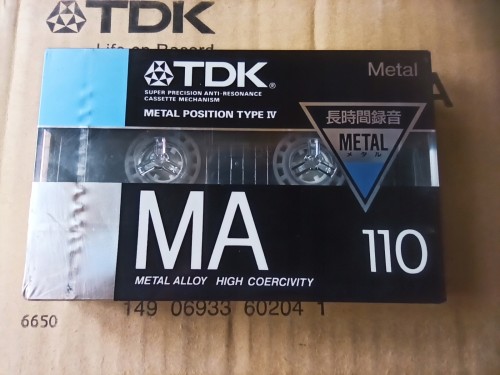 TDK
Life on Record
TDK®
SUPER PRECISION ANTI-RESONANCE
CASSETTE MECHANISM
METAL POSITION TYPE IV
Metal
長時間録音
METAL
メタル
MA
110
METAL ALLOY HIGH COERCIVITY
149 06933 60204 1
6650